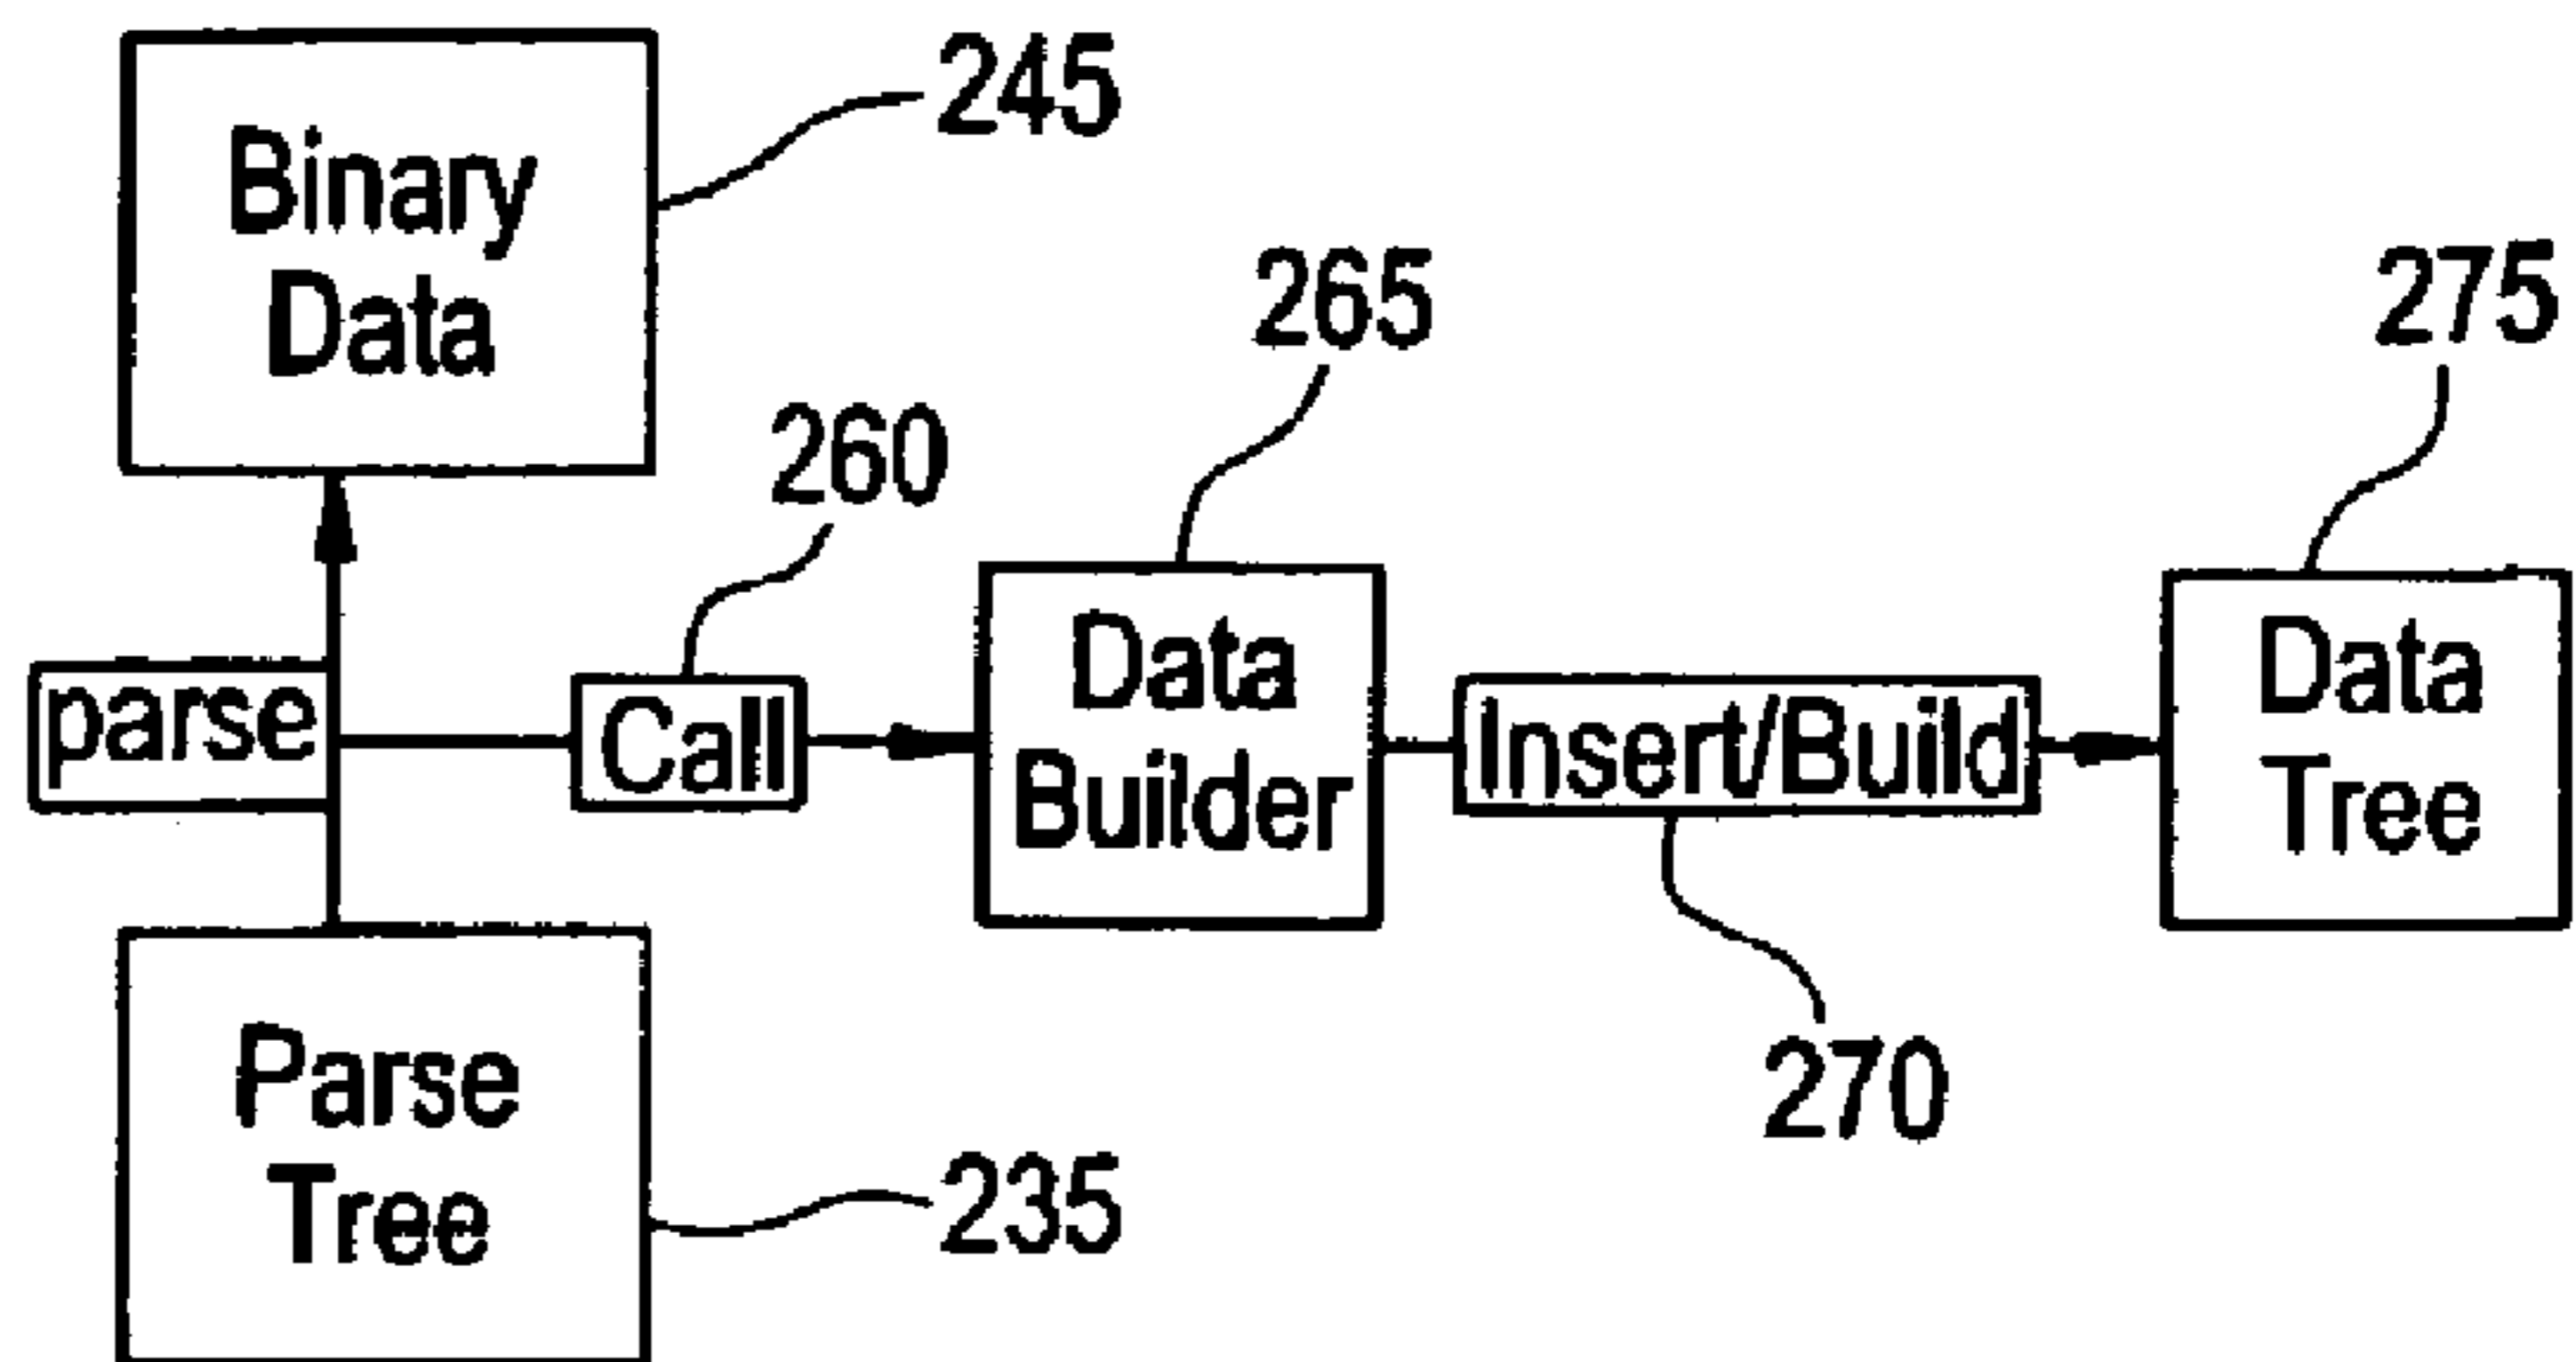 245
Binary
Data
265
275
260
parse
Call
Data
Builder
Insert/Build
Data
Tree
270
Parse
Tree
235